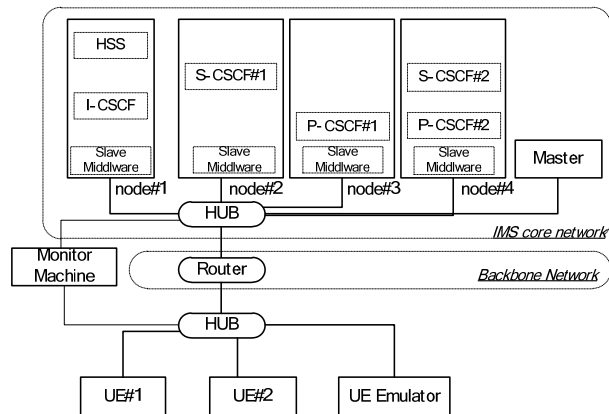 HSS
I-CSCF
Slave
Middlware
node#1
S-CSCF#1
Slave
Middlware
node#2
P-CSCF#1
Slave
Middlware
node#3
S-CSCF#2
P-CSCF#2
Slave
Middlware
node#4
Master
HUB
IMS core network
Monitor
Machine
Router
Backbone Network
HUB
UE#1
UE#2
UE Emulator